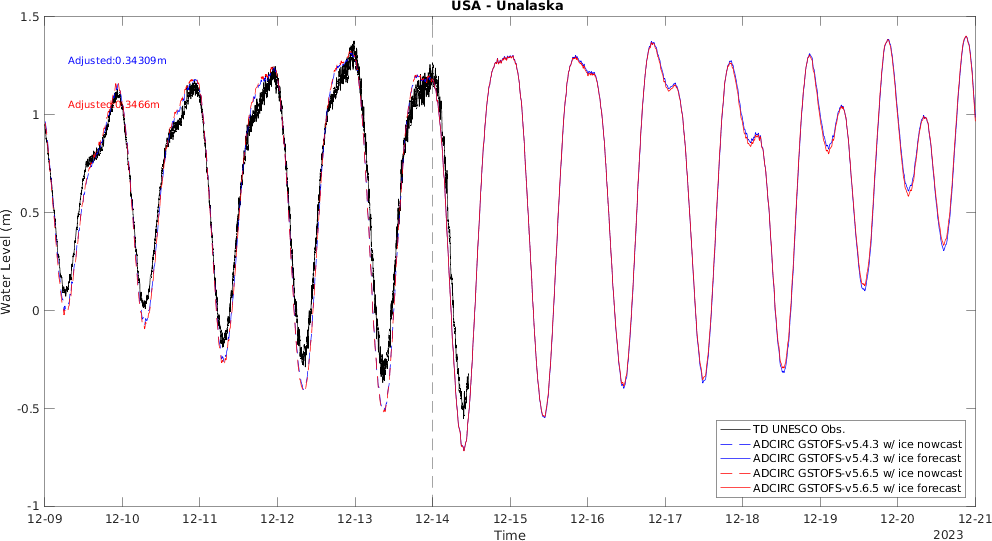 USA - Unalaska
1.5
Adjusted:0.34309m
Adjusted:0.3466m
1
0.5
0
-0.5
-1
Water Level (m)
TD UNESCO Obs.
ADCIRC GSTOFS-v5.4.3 w/ ice nowcast
ADCIRC GSTOFS-v5.4.3 w/ ice forecast
ADCIRC GSTOFS-v5.6.5 w/ ice nowcast
ADCIRC GSTOFS-v5.6.5 w/ ice forecast
12-09 12-10 12-11 12-12 12-13 12-14 12-15 12-16 12-17 12-18 12-19 12-20 12-21
Time
2023